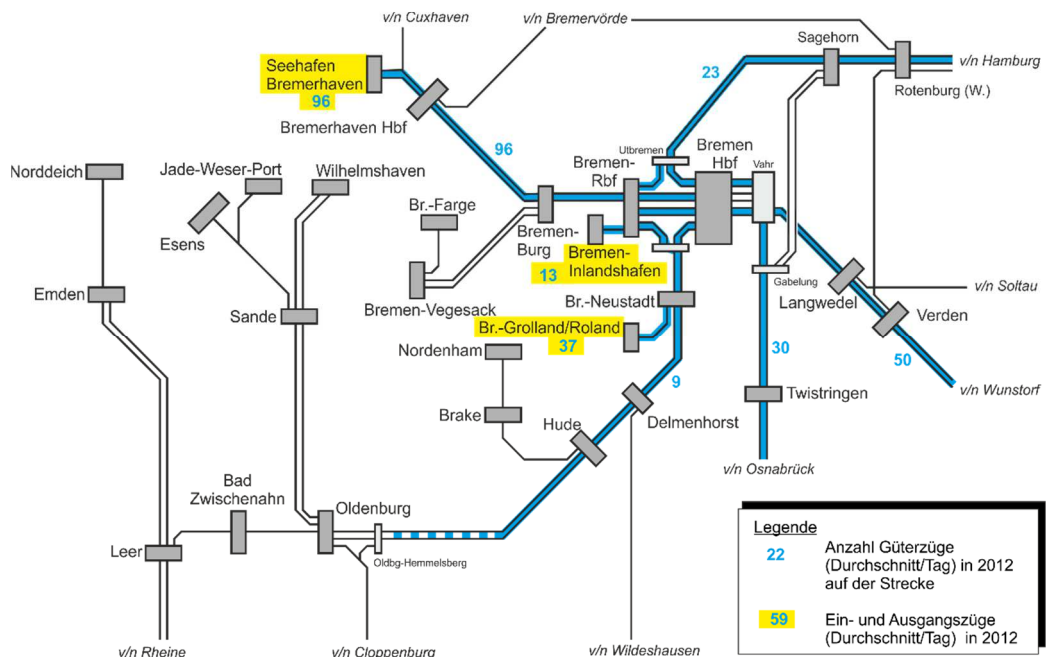 v/n Cuxhaven
v/n Bremervörde
Sagehorn
Seehafen
Bremerhaven
96
23
v/n Hamburg
Rotenburg (W.)
Bremerhaven Hbf
96
Utbremen
Bremen
Hbf
Vahr
Bremen-
Rbf
Norddeich
Jade-Weser-Port
Wilhelmshaven
Br.-Farge
Esens
Bremen-
Burg
Bremen-
Inlandshafen
13
Gabelung
Langwedel
v/n Soltau
Emden
Sande
Bremen-Vegesack
Br.-Neustadt
Verden
Br.-Grolland/Roland
37
Nordenham
30
50
9
v/n Wunstorf
Twistringen
Brake
Hude
Delmenhorst
v/n Osnabrück
Bad
Zwischenahn
Oldenburg
Leer
Oldbg-Hemmelsberg
v/n Rheine
v/n Cloppenburg
v/n Wildeshausen
Legende
22
Anzahl Güterzüge
(Durchschnitt/Tag) in 2012
auf der Strecke
59
Ein- und Ausgangszüge
(Durchschnitt/Tag) in 2012